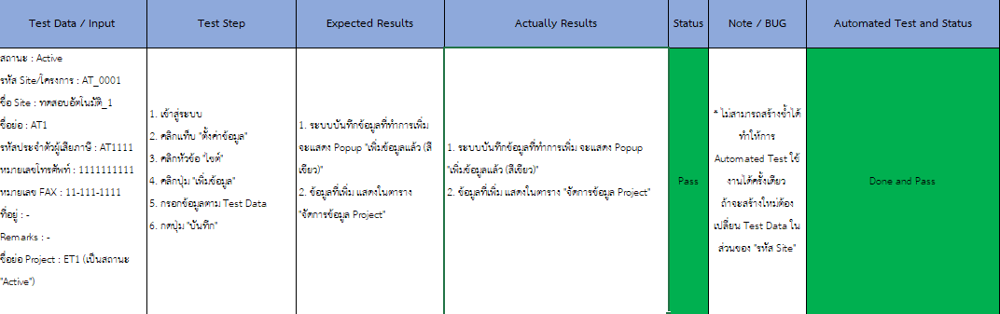 Test Data / Input
Test Step
Expected Results
Actually Results
Status
Note / BUG
Automated Test and Status
สถานะ : Active
รหัส Site/โครงการ : AT_0001
ชื่อ Site : ทดสอบอัตโนมัติ_1
ชื่อย่อ : AT1
รหัสประจำตัวผู้เสียภาษี : AT1111
หมายเลขโทรศัพท์ : 1111111111
หมายเลข FAX : 11-111-1111
ที่อยู่ : -
Remarks : -
ชื่อย่อ Project : ET1 (เป็นสถานะ
"Active")
1. เข้าสู่ระบบ
2. คลิกแท็บ "ตั้งค่าข้อมูล"
3. คลิกหัวข้อ "ไซต์"
4. คลิกปุ่ม "เพิ่มข้อมูล"
5. กรอกข้อมูลตาม Test Data
6. กดปุ่ม "บันทึก"
1. ระบบบันทึกข้อมูลที่ทำการเพิ่ม
จะแสดง Popup "เพิ่มข้อมูลแล้ว (สี
เขียว)"
2. ข้อมูลที่เพิ่ม แสดงในตาราง
"จัดการข้อมูล Project"
1. ระบบบันทึกข้อมูลที่ทำการเพิ่ม จะแสดง Popup
"เพิ่มข้อมูลแล้ว (สีเขียว)"
2. ข้อมูลที่เพิ่ม แสดงในตาราง "จัดการข้อมูล Project"
Pass
* ไม่สามารถสร้างซ้ำได้
ทำให้การ
Automated Test ใช้
งานได้ครั้งเดียว
ถ้าจะสร้างใหม่ต้อง
เปลี่ยน Test Data ใน
ส่วนของ "รหัส Site"
Done and Pass